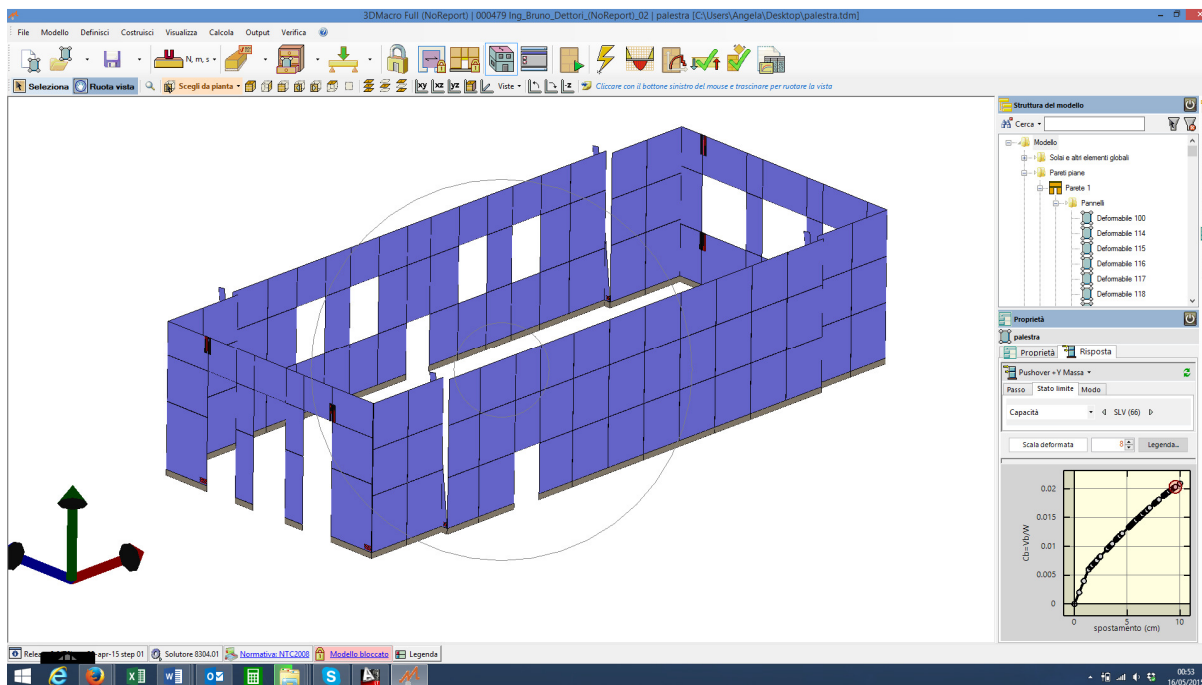 3DMacro Full (NoReport) | 000479 Ing_Bruno_Dettori_(NoReport)_02 | palestra [C:\Users\Angela\Desktop\palestra.tdm]
File Modello Definisci Costruisci Visualizza Calcola Output Verifica
N, m, s
Seleziona Ruota vista Scegli da pianta xy xz yz Viste -z Cliccare con il bottone sinistro del mouse e trascinare per ruotare la vista
Struttura del modello
Cerca
Modello
Solai e altri elementi globali
Pareti piane
Parete 1
Pannelli
Deformabile 100
Deformabile 114
Deformabile 115
Deformabile 116
Deformabile 117
Deformabile 118
Proprietà
palestra
Proprietà Risposta
Pushover +Y Massa
Passo Stato limite Modo
Capacità SLV (66)
Scala deformata 8 Legenda...
0.02
0.015
0.01
0.005
0
Cb=Vb/W
0 5 10
spostamento (cm)
-apr-15 step 01 Solutore 8304.01 Normativa: NTC2008 Modello bloccato Legenda
00:53